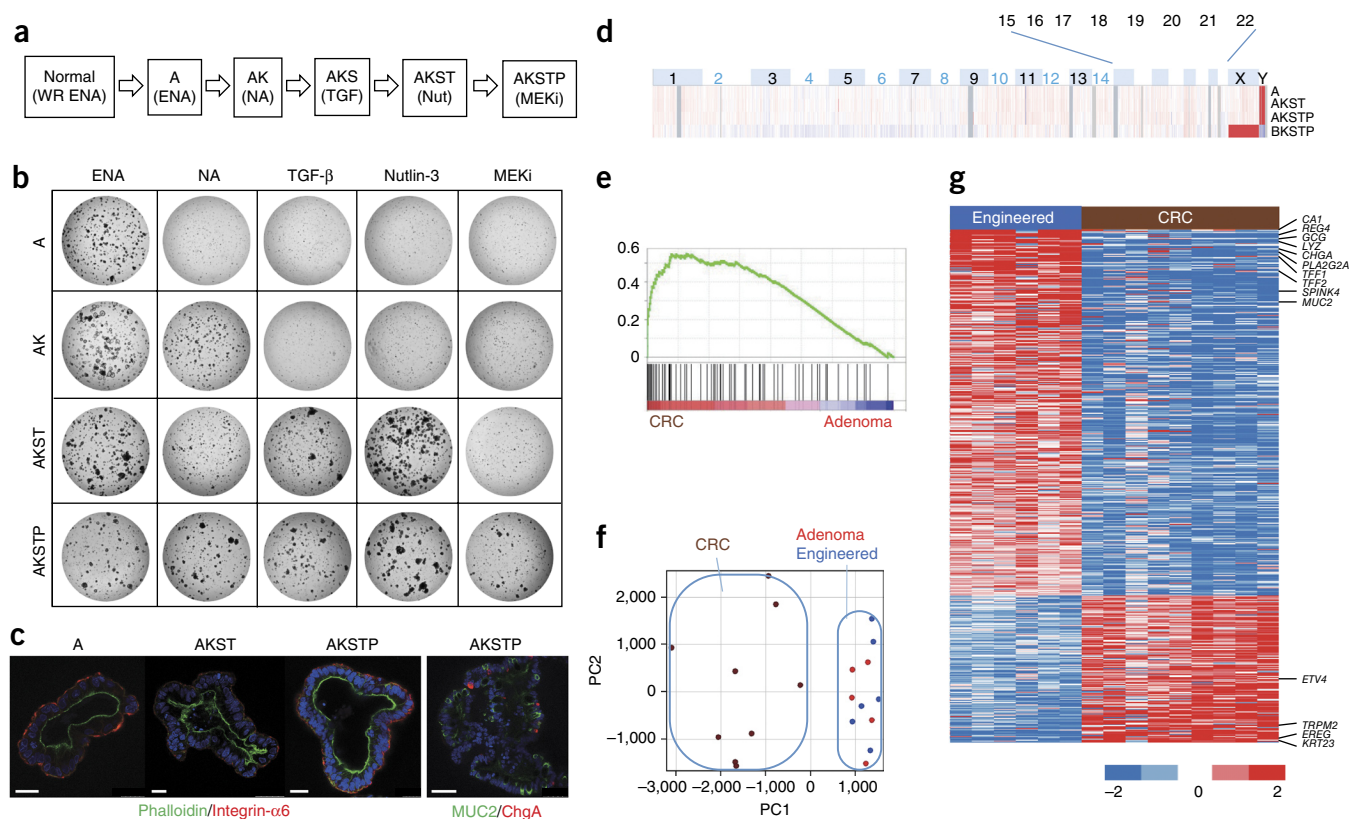 a
Normal
(WR ENA)
A
(ENA)
AK
(NA)
AKS
(TGF)
AKST
(Nut)
AKSTP
(MEKi)
b
ENA
NA
TGF-β
Nutlin-3
MEKi
A
AK
AKST
AKSTP
c
A
AKST
AKSTP
AKSTP
Phalloidin/Integrin-α6
MUC2/ChgA
d
15 16 17 18 19 20 21 22
1 2 3 4 5 6 7 8 9 10 11 12 13 14 X Y
A
AKST
AKSTP
BKSTP
e
0.6
0.4
0.2
0
CRC
Adenoma
f
CRC
Adenoma
Engineered
2,000
1,000
0
−1,000
PC2
−3,000 −2,000 −1,000 0 1,000
PC1
g
Engineered
CRC
CA1
REG4
GCG
LYZ
CHGA
PLA2G2A
TFF1
TFF2
SPINK4
MUC2
ETV4
TRPM2
EREG
KRT23
−2 0 2